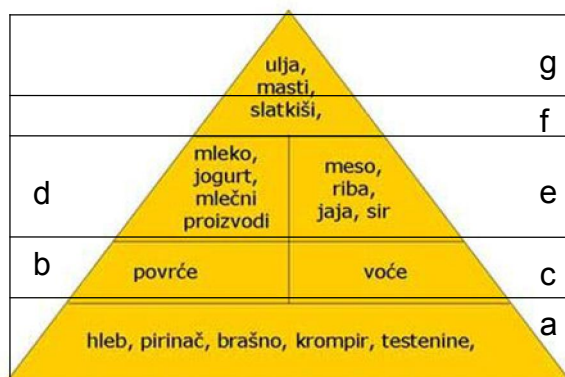 ulja,
masti,
g
slatkiši,
f
mleko,
jogurt,
mlečni
proizvodi
meso,
riba,
jaja, sir
d
e
b
povrće
voće
c
a
hleb, pirinač, brašno, krompir, testenine,